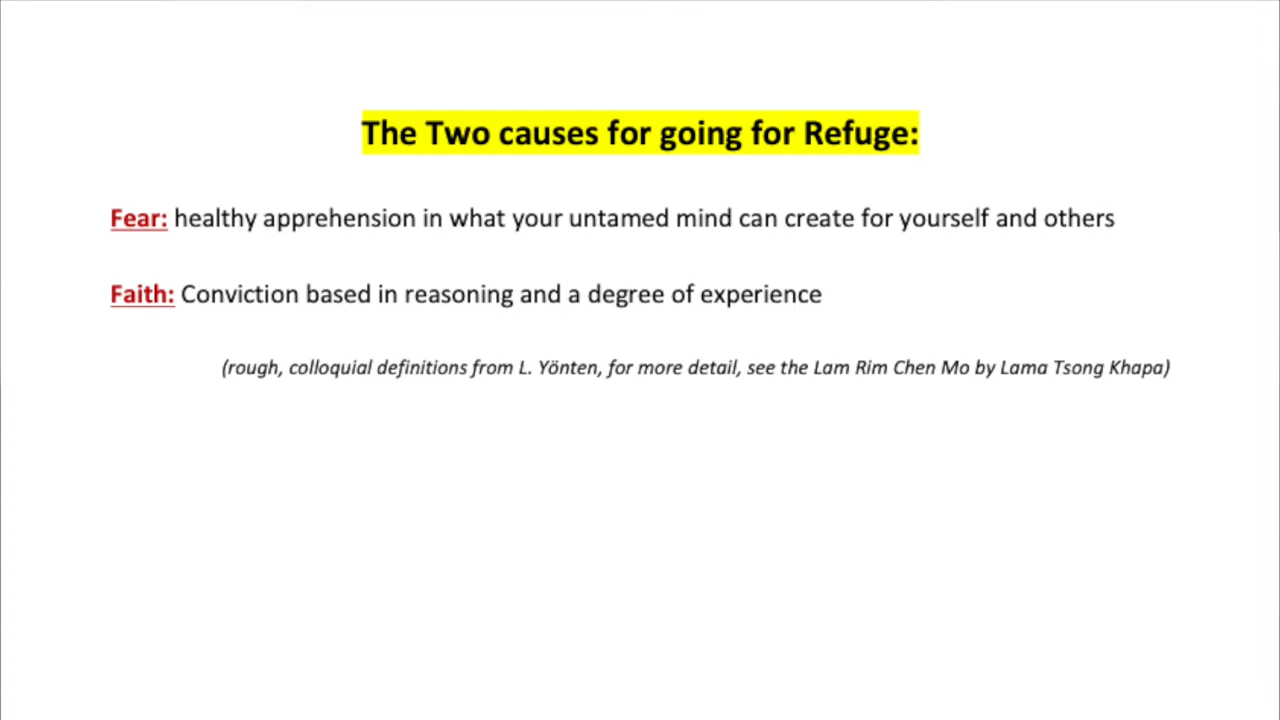 The Two causes for going for Refuge:
Fear: healthy apprehension in what your untamed mind can create for yourself and others
Faith: Conviction based in reasoning and a degree of experience
(rough, colloquial definitions from L. Yönten, for more detail, see the Lam Rim Chen Mo by Lama Tsong Khapa)